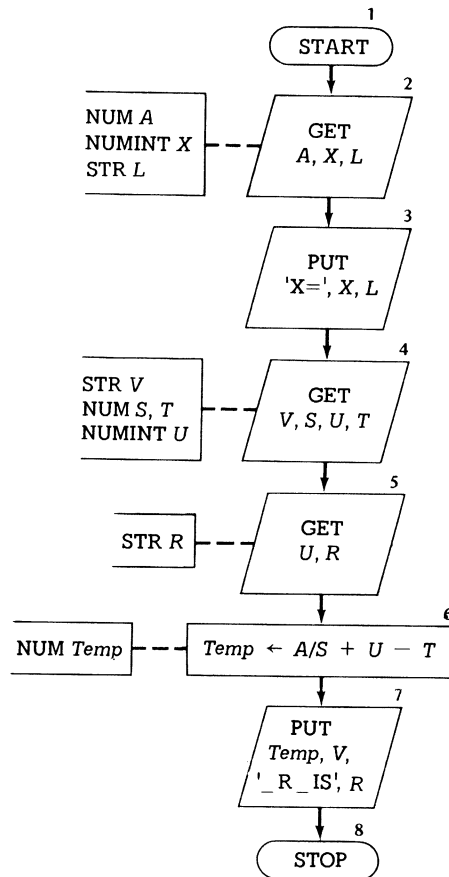 1
START
2
NUM A
NUMINT X
STR L
GET
A, X, L
3
PUT
'X=', X, L
4
STR V
NUM S, T
NUMINT U
GET
V, S, U, T
5
STR R
GET
U, R
6
NUM Temp
Temp ← A/S + U − T
7
PUT
Temp, V,
'_R_IS', R
8
STOP